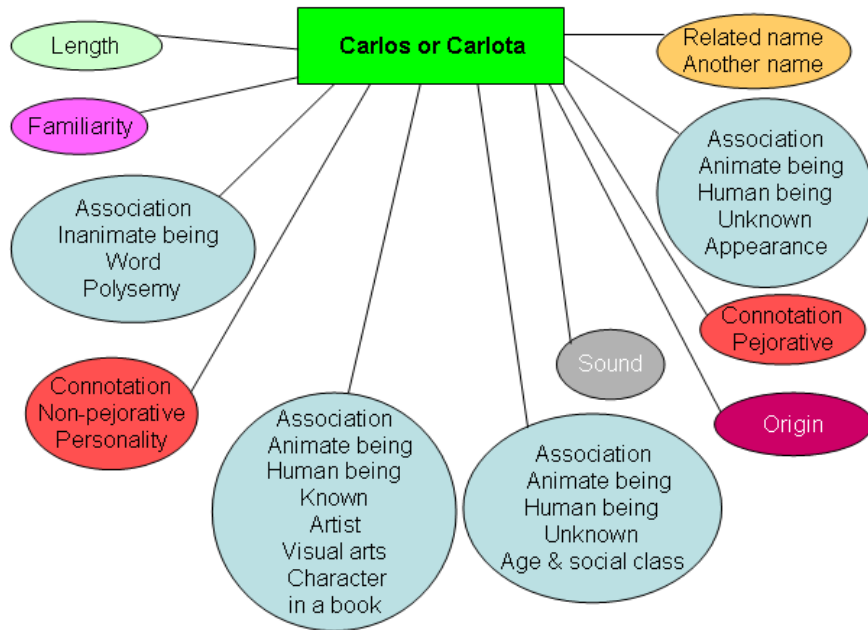 Carlos or Carlota
Length
Related name
Another name
Familiarity
Association
Animate being
Human being
Unknown
Appearance
Association
Inanimate being
Word
Polysemy
Connotation
Pejorative
Sound
Connotation
Non-pejorative
Personality
Origin
Association
Animate being
Human being
Known
Artist
Visual arts
Character
in a book
Association
Animate being
Human being
Unknown
Age & social class